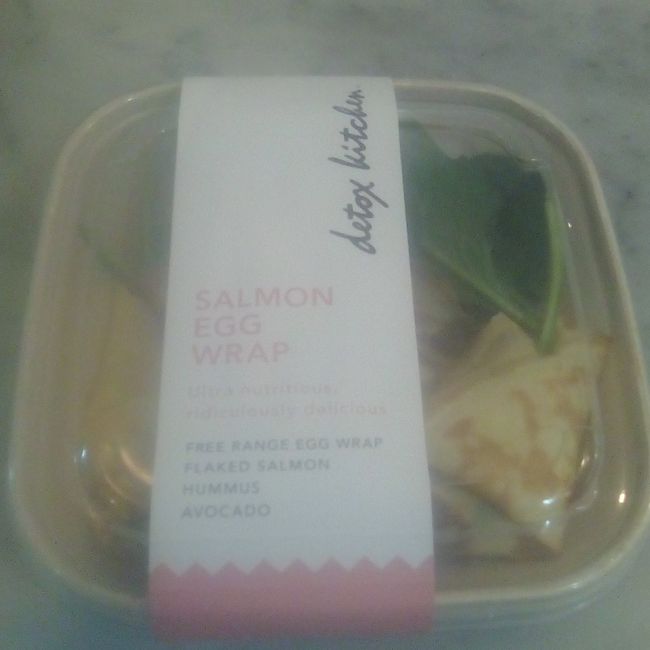 detox kitchen
SALMON
EGG
WRAP
Ultra nutritious,
ridiculously delicious
FREE RANGE EGG WRAP
FLAKED SALMON
HUMMUS
AVOCADO